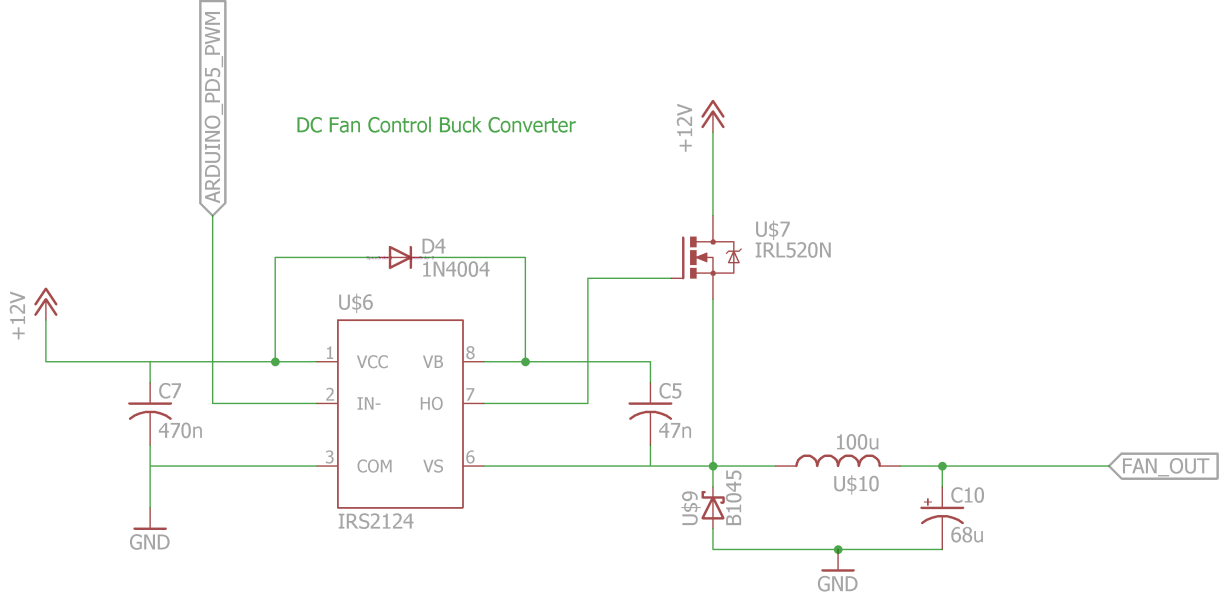 ARDUINO_PD5_PWM
DC Fan Control Buck Converter
+12V
U$7
IRL520N
D4
1N4004
+12V
U$6
1 VCC VB 8
2 IN- HO 7
3 COM VS 6
IRS2124
C7
470n
GND
C5
47n
100u
U$10
FAN_OUT
U$9
B1045
+
C10
68u
GND